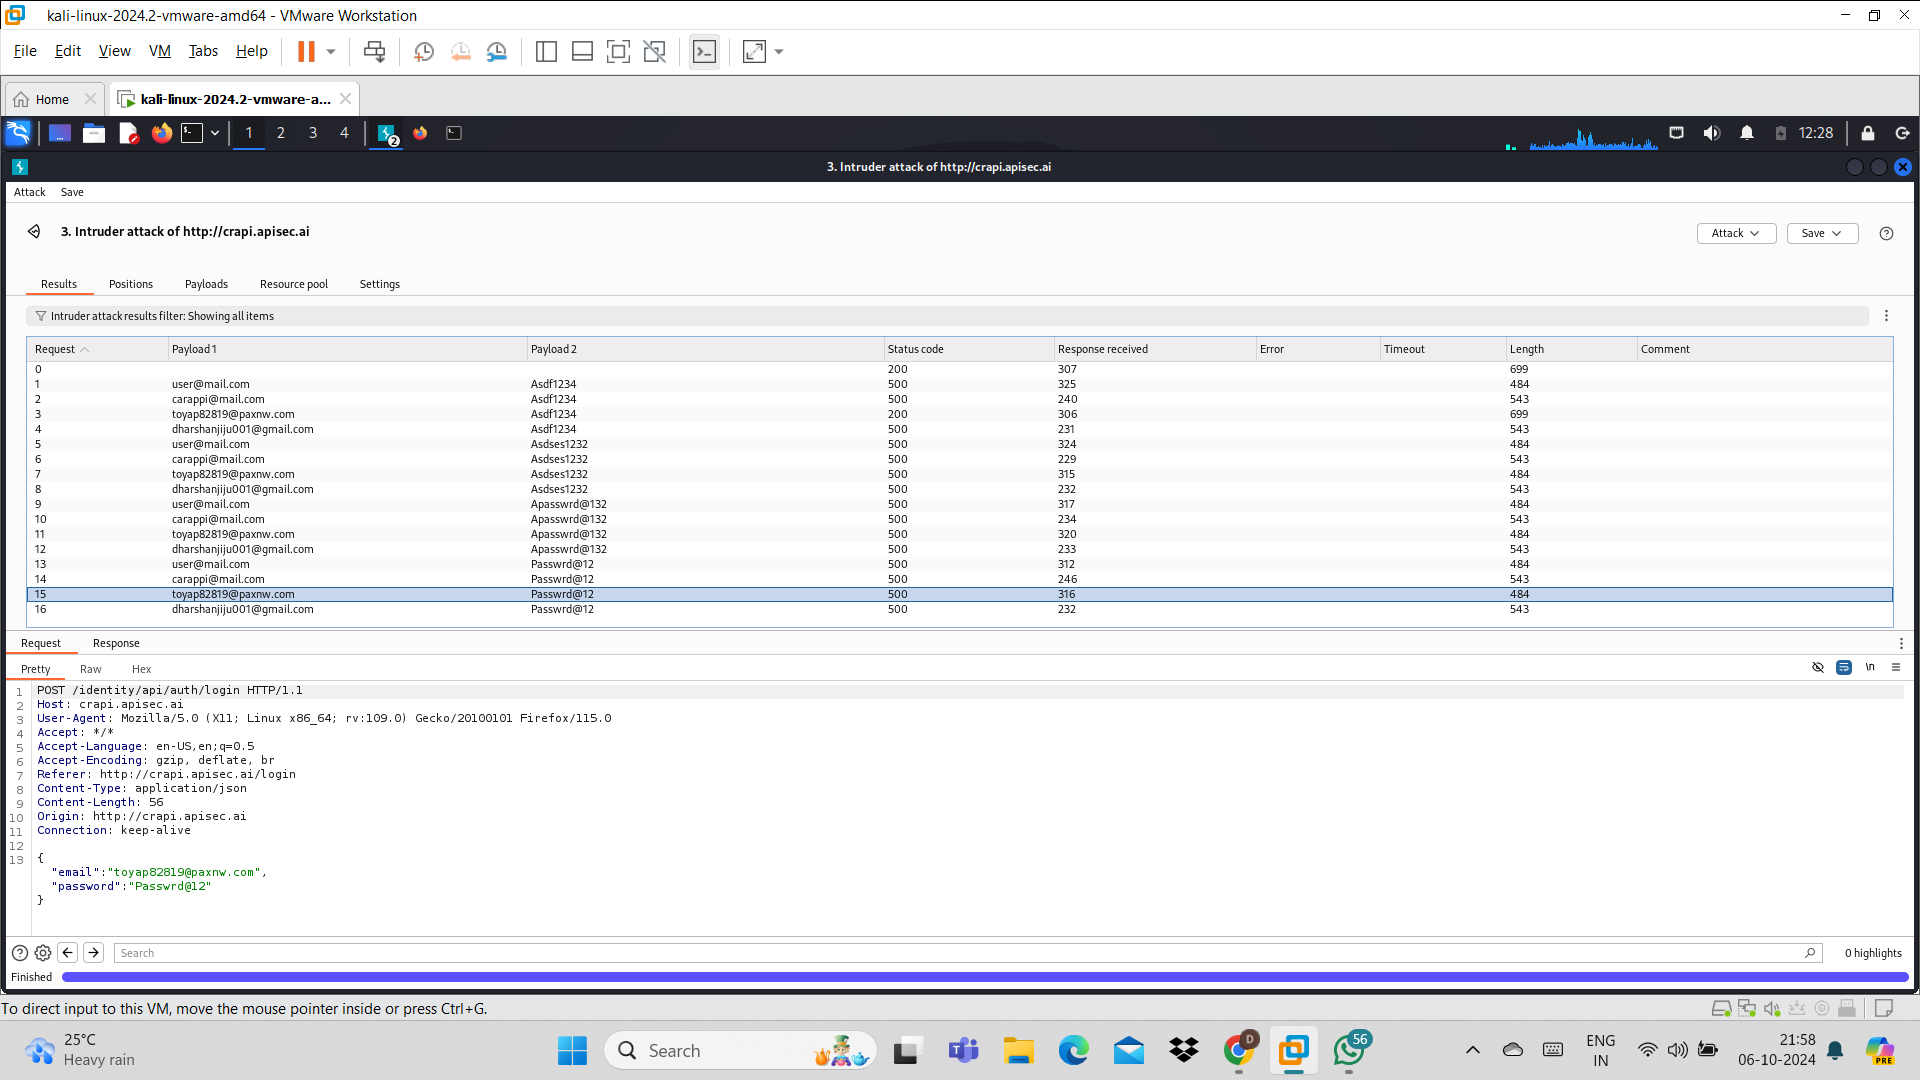 kali-linux-2024.2-vmware-amd64 - VMware Workstation
File Edit View VM Tabs Help
Home kali-linux-2024.2-vmware-a...
1 2 3 4 2 12:28
3. Intruder attack of http://crapi.apisec.ai
Attack Save
3. Intruder attack of http://crapi.apisec.ai Attack Save
Results Positions Payloads Resource pool Settings
Intruder attack results filter: Showing all items
Request Payload 1 Payload 2 Status code Response received Error Timeout Length Comment
0 200 307 699
1 user@mail.com Asdf1234 500 325 484
2 carappi@mail.com Asdf1234 500 240 543
3 toyap82819@paxnw.com Asdf1234 200 306 699
4 dharshanjiju001@gmail.com Asdf1234 500 231 543
5 user@mail.com Asdses1232 500 324 484
6 carappi@mail.com Asdses1232 500 229 543
7 toyap82819@paxnw.com Asdses1232 500 315 484
8 dharshanjiju001@gmail.com Asdses1232 500 232 543
9 user@mail.com Apasswrd@132 500 317 484
10 carappi@mail.com Apasswrd@132 500 234 543
11 toyap82819@paxnw.com Apasswrd@132 500 320 484
12 dharshanjiju001@gmail.com Apasswrd@132 500 233 543
13 user@mail.com Passwrd@12 500 312 484
14 carappi@mail.com Passwrd@12 500 246 543
15 toyap82819@paxnw.com Passwrd@12 500 316 484
16 dharshanjiju001@gmail.com Passwrd@12 500 232 543
Request Response
Pretty Raw Hex \n
1 POST /identity/api/auth/login HTTP/1.1
2 Host: crapi.apisec.ai
3 User-Agent: Mozilla/5.0 (X11; Linux x86_64; rv:109.0) Gecko/20100101 Firefox/115.0
4 Accept: */*
5 Accept-Language: en-US,en;q=0.5
6 Accept-Encoding: gzip, deflate, br
7 Referer: http://crapi.apisec.ai/login
8 Content-Type: application/json
9 Content-Length: 56
10 Origin: http://crapi.apisec.ai
11 Connection: keep-alive
12
13 {
"email":"toyap82819@paxnw.com",
"password":"Passwrd@12"
}
Search 0 highlights
Finished
To direct input to this VM, move the mouse pointer inside or press Ctrl+G.
25°C
Heavy rain
Search
D
56
ENG
IN
21:58
06-10-2024
PRE